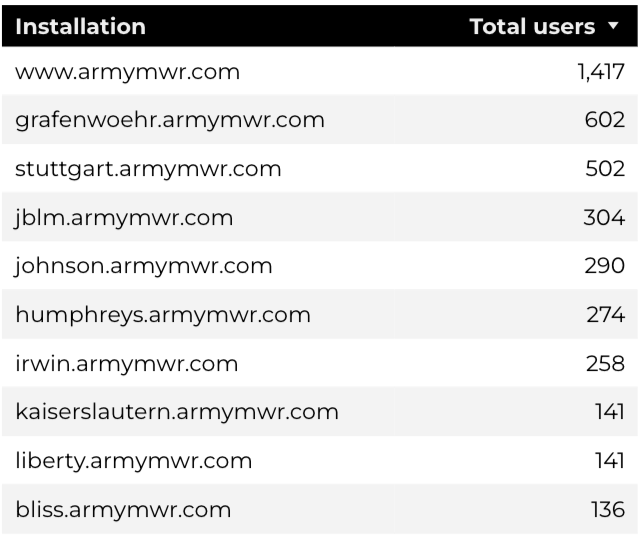 Installation Total users ▼
www.armymwr.com 1,417
grafenwoehr.armymwr.com 602
stuttgart.armymwr.com 502
jblm.armymwr.com 304
johnson.armymwr.com 290
humphreys.armymwr.com 274
irwin.armymwr.com 258
kaiserslautern.armymwr.com 141
liberty.armymwr.com 141
bliss.armymwr.com 136